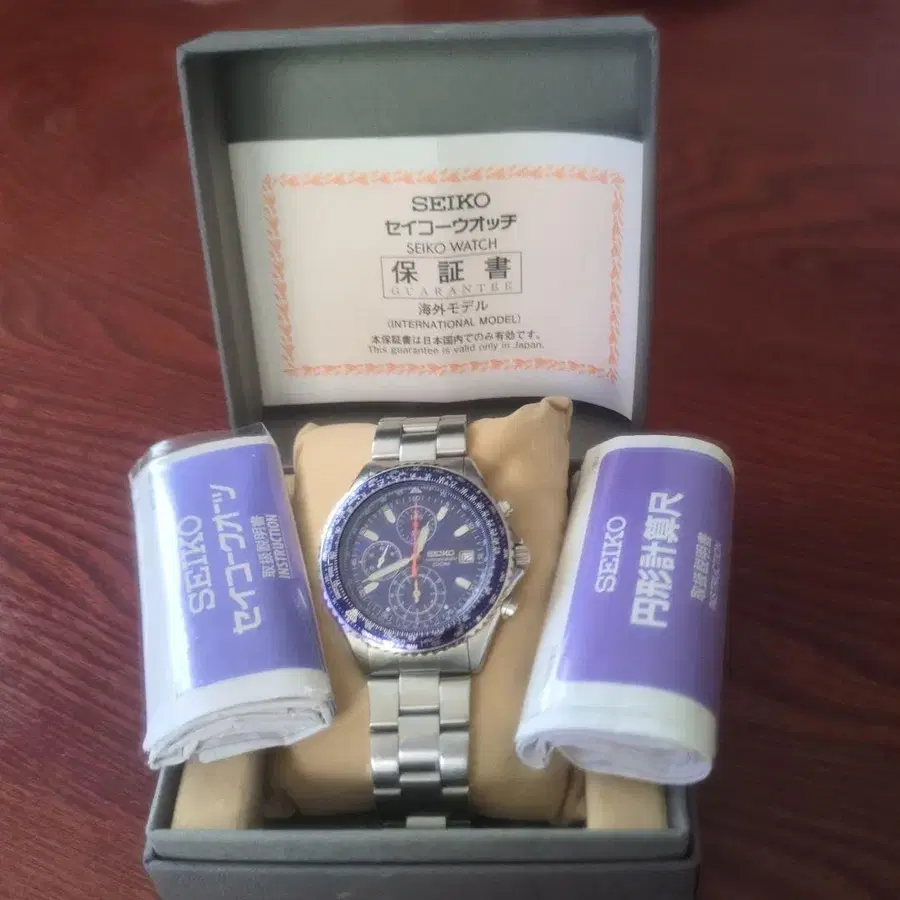 SEIKO
セイコーウオッチ
SEIKO WATCH
保証書
GUARANTEE
海外モデル
(INTERNATIONAL MODEL)
本保証書は日本国内でのみ有効です。
This guarantee is valid only in Japan.
SEIKO
セイコーウオッ
取扱説明書
INSTRUCTION
SEIKO
SEIKO
円形計算尺
取扱説明書
INSTRUCTION